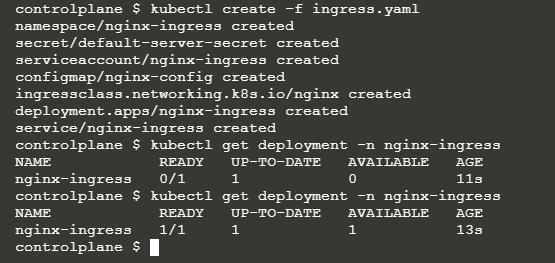 controlplane $ kubectl create -f ingress.yaml
namespace/nginx-ingress created
secret/default-server-secret created
serviceaccount/nginx-ingress created
configmap/nginx-config created
ingressclass.networking.k8s.io/nginx created
deployment.apps/nginx-ingress created
service/nginx-ingress created
controlplane $ kubectl get deployment -n nginx-ingress
NAME READY UP-TO-DATE AVAILABLE AGE
nginx-ingress 0/1 1 0 11s
controlplane $ kubectl get deployment -n nginx-ingress
NAME READY UP-TO-DATE AVAILABLE AGE
nginx-ingress 1/1 1 1 13s
controlplane $